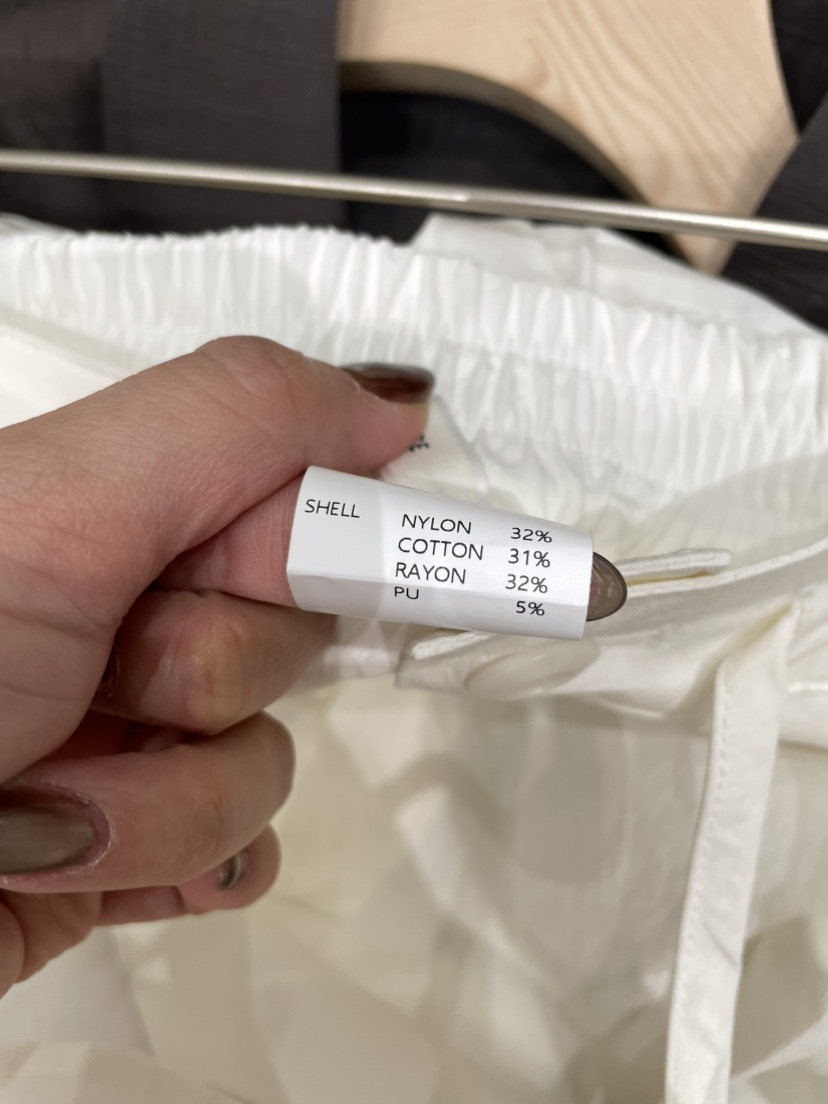 SHELL
NYLON 32%
COTTON 31%
RAYON 32%
PU 5%